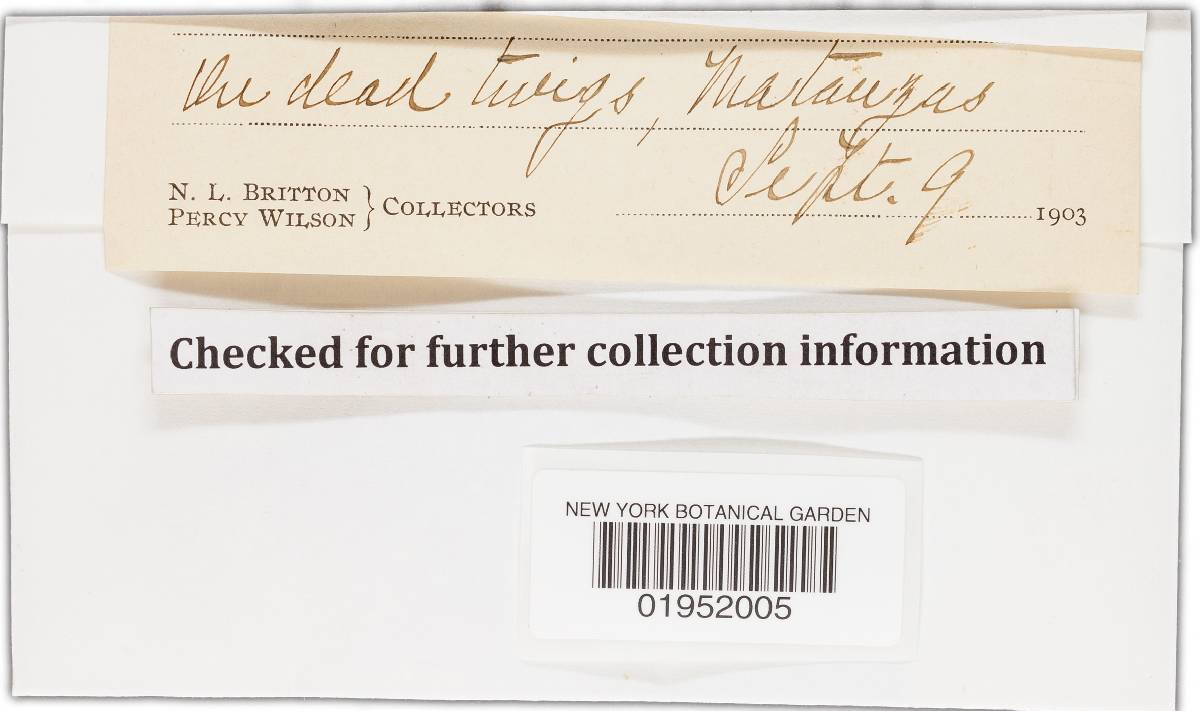 On dead twigs, Matanzas
Sept. 9 1903
N. L. BRITTON
PERCY WILSON } COLLECTORS
Checked for further collection information
NEW YORK BOTANICAL GARDEN
01952005